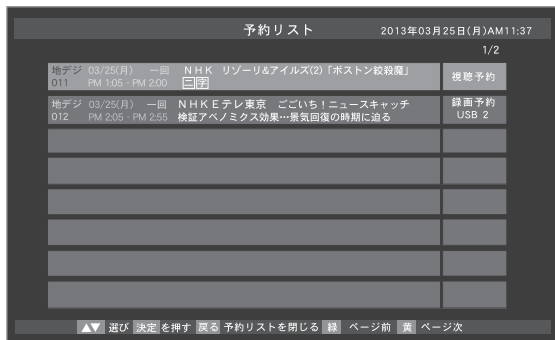 予約リスト 2013年03月25日(月)AM11:37
1/2
地デジ 03/25(月) 一回 ＮＨＫ リゾーリ&アイルズ(2)「ボストン絞殺魔」 視聴予約
011 PM 1:05 - PM 2:00 二字
地デジ 03/25(月) 一回 ＮＨＫＥテレ東京 ごごいち！ニュースキャッチ 録画予約
012 PM 2:05 - PM 2:55 検証アベノミクス効果…景気回復の時期に迫る USB 2
▲▼ 選び 決定 を押す 戻る 予約リストを閉じる 緑 ページ前 黄 ページ次